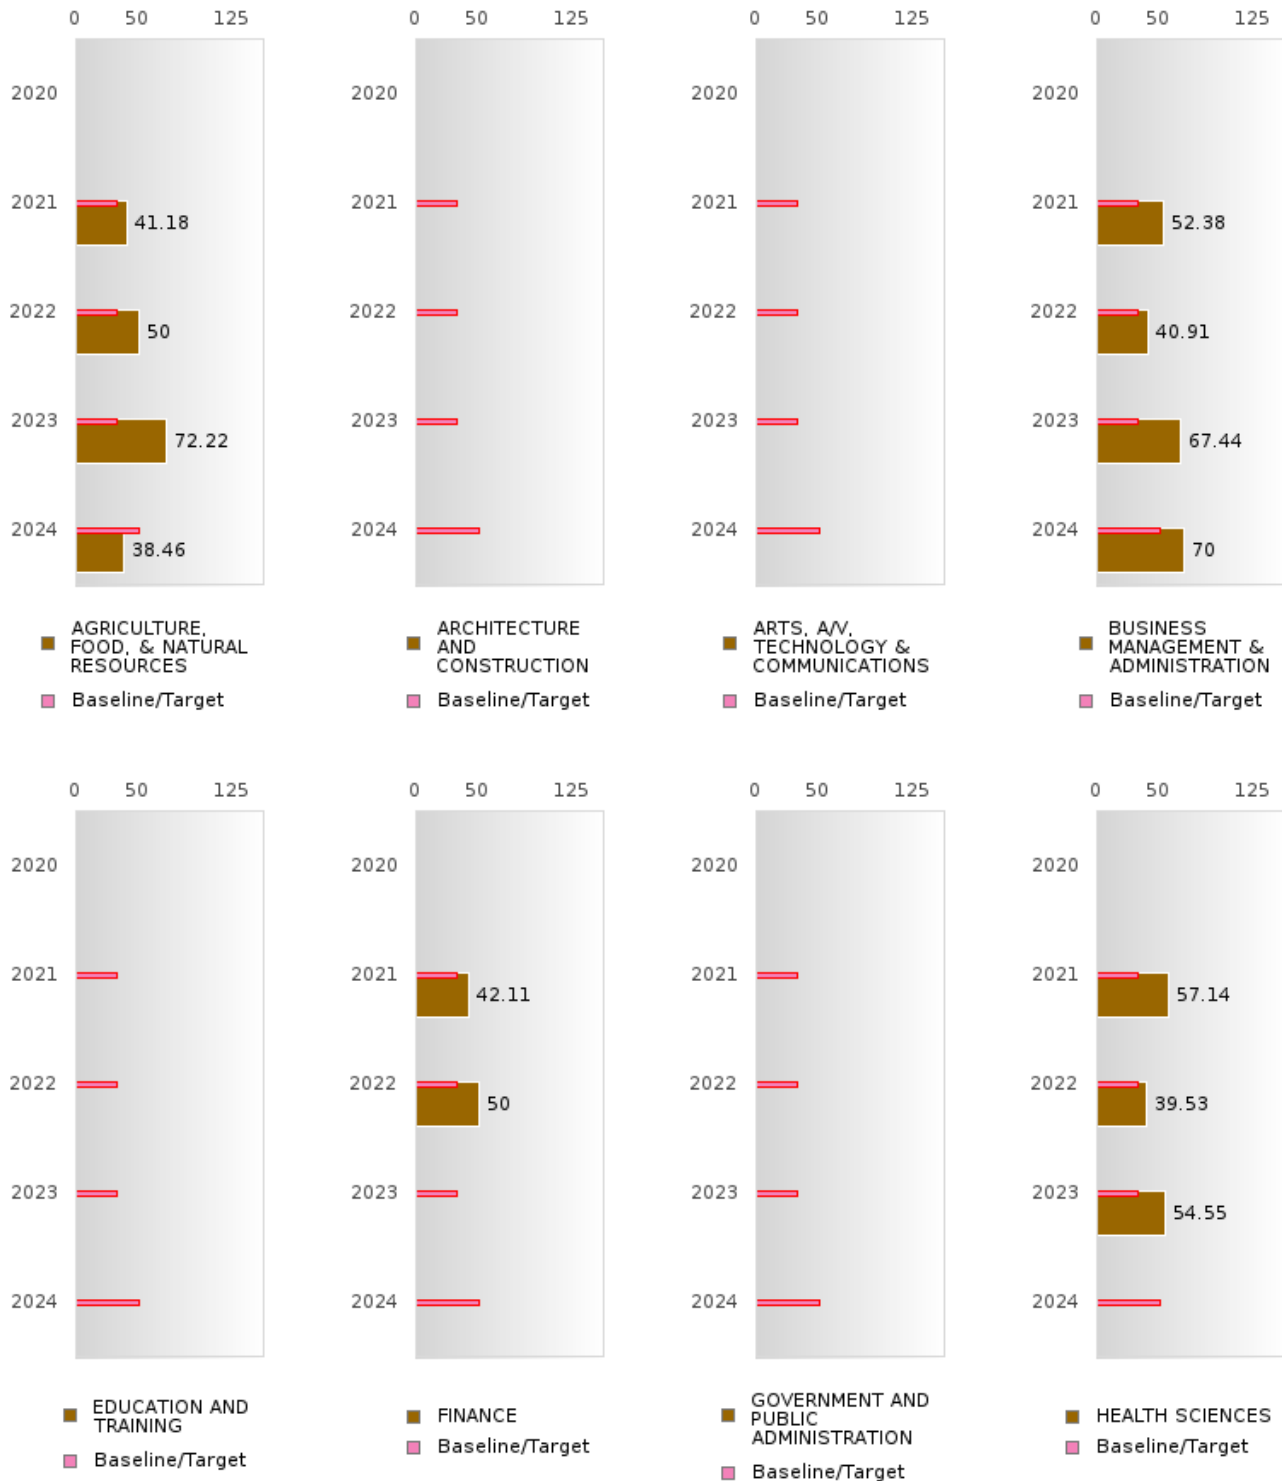 0 50 125 0 50 125 0 50 125 0 50 125
2020 2020 2020 2020
2021 41.18 2021 2021 2021 52.38
2022 50 2022 2022 2022 40.91
2023 72.22 2023 2023 2023 67.44
2024 38.46 2024 2024 2024 70
AGRICULTURE,
FOOD, & NATURAL
RESOURCES
Baseline/Target
ARCHITECTURE
AND
CONSTRUCTION
Baseline/Target
ARTS, A/V,
TECHNOLOGY &
COMMUNICATIONS
Baseline/Target
BUSINESS
MANAGEMENT &
ADMINISTRATION
Baseline/Target
0 50 125 0 50 125 0 50 125 0 50 125
2020 2020 2020 2020
2021 2021 42.11 2021 2021 57.14
2022 2022 50 2022 2022 39.53
2023 2023 2023 2023 54.55
2024 2024 2024 2024
EDUCATION AND
TRAINING
Baseline/Target
FINANCE
Baseline/Target
GOVERNMENT AND
PUBLIC
ADMINISTRATION
Baseline/Target
HEALTH SCIENCES
Baseline/Target